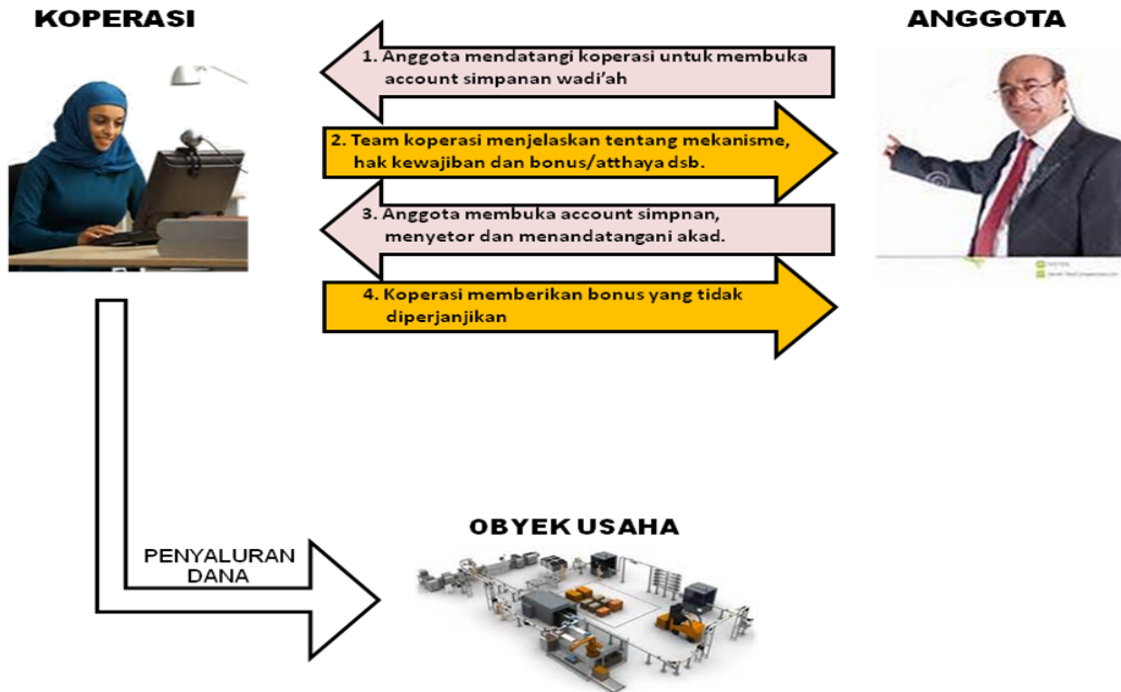 KOPERASI
ANGGOTA
1. Anggota mendatangi koperasi untuk membuka
account simpanan wadi’ah
2. Team koperasi menjelaskan tentang mekanisme,
hak kewajiban dan bonus/atthaya dsb.
3. Anggota membuka account simpnan,
menyetor dan menandatangani akad.
4. Koperasi memberikan bonus yang tidak
diperjanjikan
OBYEK USAHA
PENYALURAN
DANA